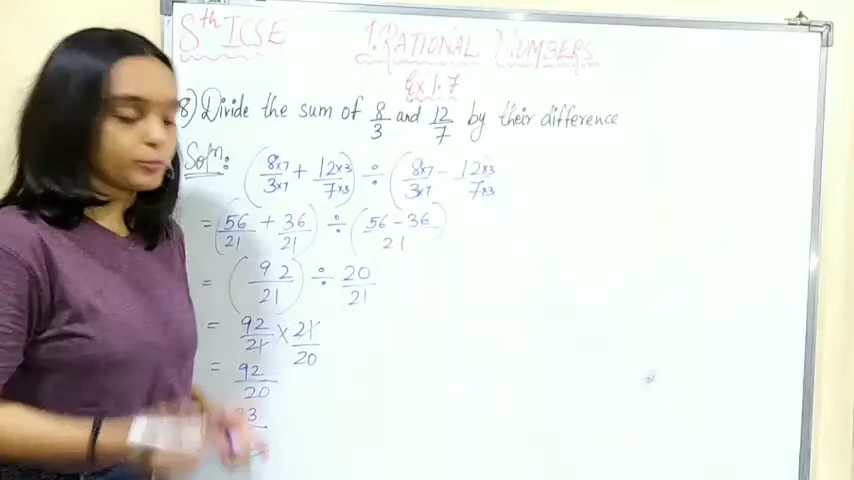 8th ICSE 1. RATIONAL NUMBERS
Ex 1.7
8) Divide the sum of 8/3 and 12/7 by their difference
Soln: (8×7/3×7 + 12×3/7×3) ÷ (8×7/3×7 - 12×3/7×3
= (56/21 + 36/21) ÷ (56-36/21)
= (92/21) ÷ 20/21
= 92/21 × 21/20
= 92/20